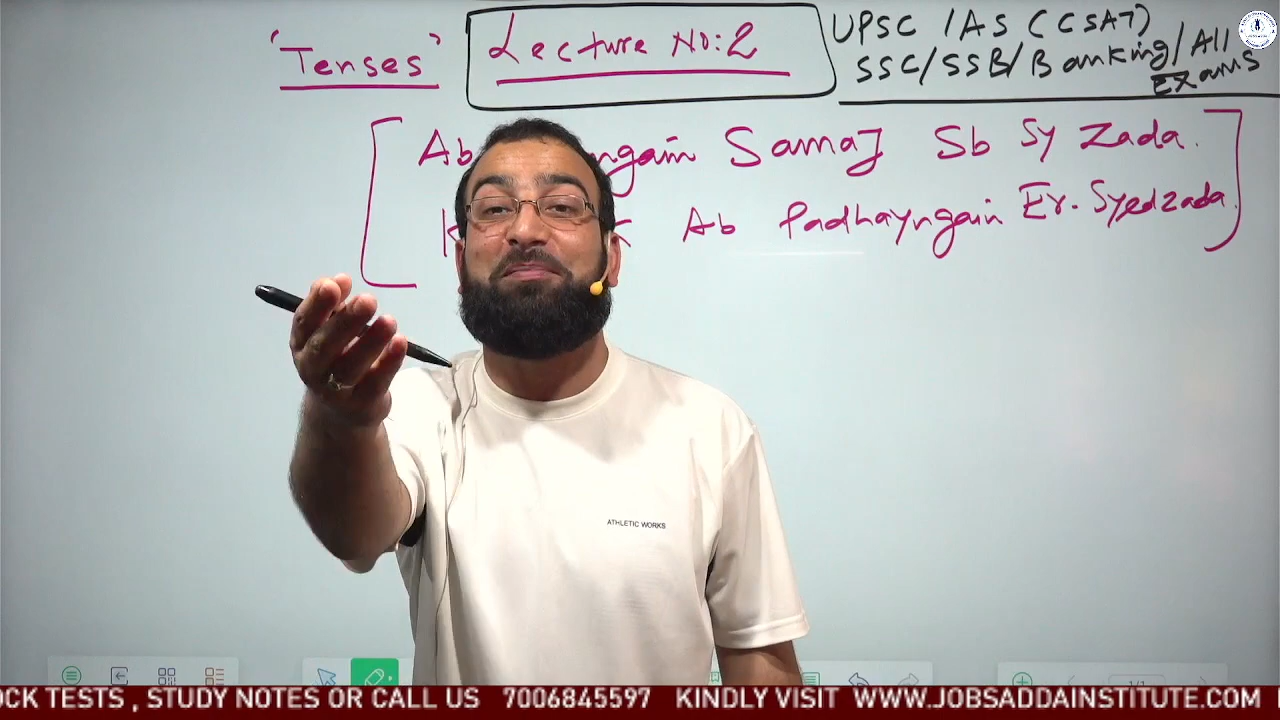 'Tenses' Lecture No:2
UPSC IAS (CSAT)
SSC/SSB/Banking/All
Exams
Ab ngain Samaj Sb Sy Zada.
Ab Padhayngain Er. Syedzada.
ATHLETIC WORKS
OCK TESTS , STUDY NOTES OR CALL US 7006845597 KINDLY VISIT WWW.JOBSADDAINSTITUTE.COM